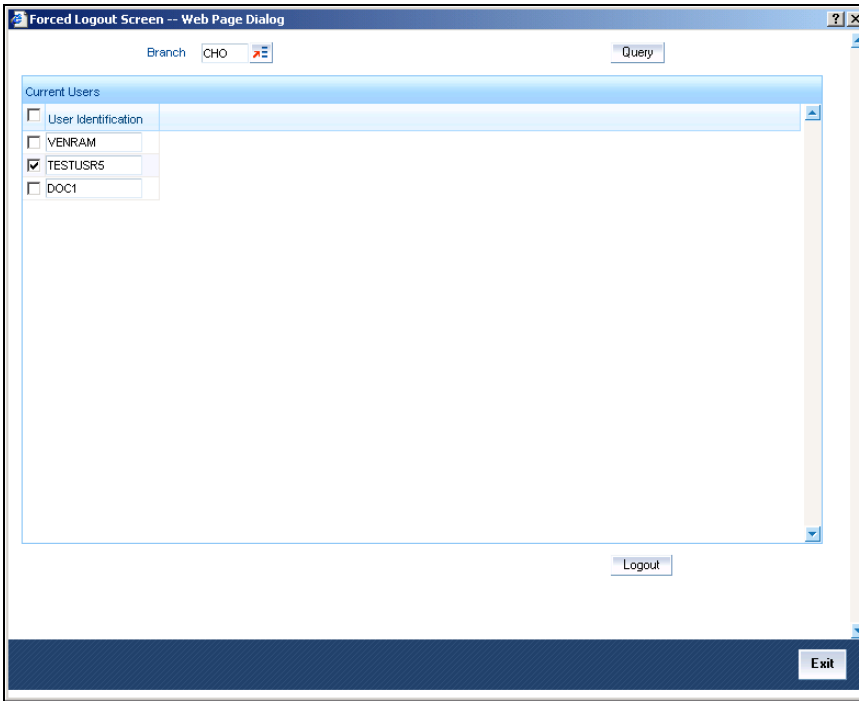 Forced Logout Screen -- Web Page Dialog
Branch CHO Query
Current Users
User Identification
VENRAM
TESTUSR5
DOC1
Logout
Exit